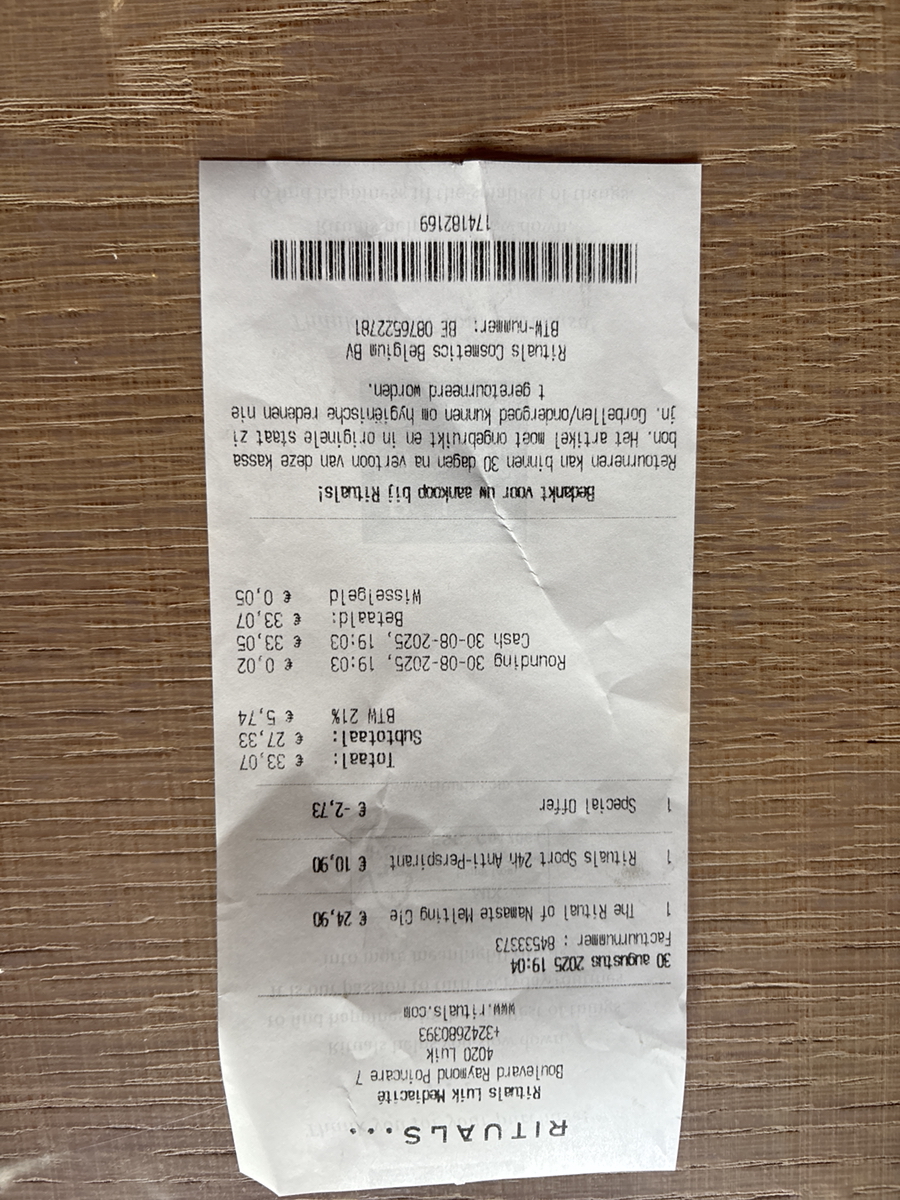 RITUALS...
Rituals Luik Mediacité
Boulevard Raymond Poincare 7
4020 Luik
+3242680393
www.rituals.com
30 augustus 2025 19:04
Factuurnummer : 84533373
1 The Ritual of Namaste Melting Cle € 24,90
1 Rituals Sport 24h Anti-Perspirant € 10,90
1 Special Offer € -2,73
Totaal: € 33,07
Subtotaal: € 27,33
BTW 21% € 5,74
Rounding 30-08-2025, 19:03 € 0,02
Cash 30-08-2025, 19:03 € 33,05
Betaald: € 33,07
Wisselgeld € 0,05
Bedankt voor uw aankoop bij Rituals!
Retourneren kan binnen 30 dagen na vertoon van deze kassa
bon. Het artikel moet ongebruikt en in originele staat zi
jn. Oorbellen/ondergoed kunnen om hygiënische redenen nie
t geretourneerd worden.
Rituals Cosmetics Belgium BV
BTW-nummer: BE 0876522781
174182169